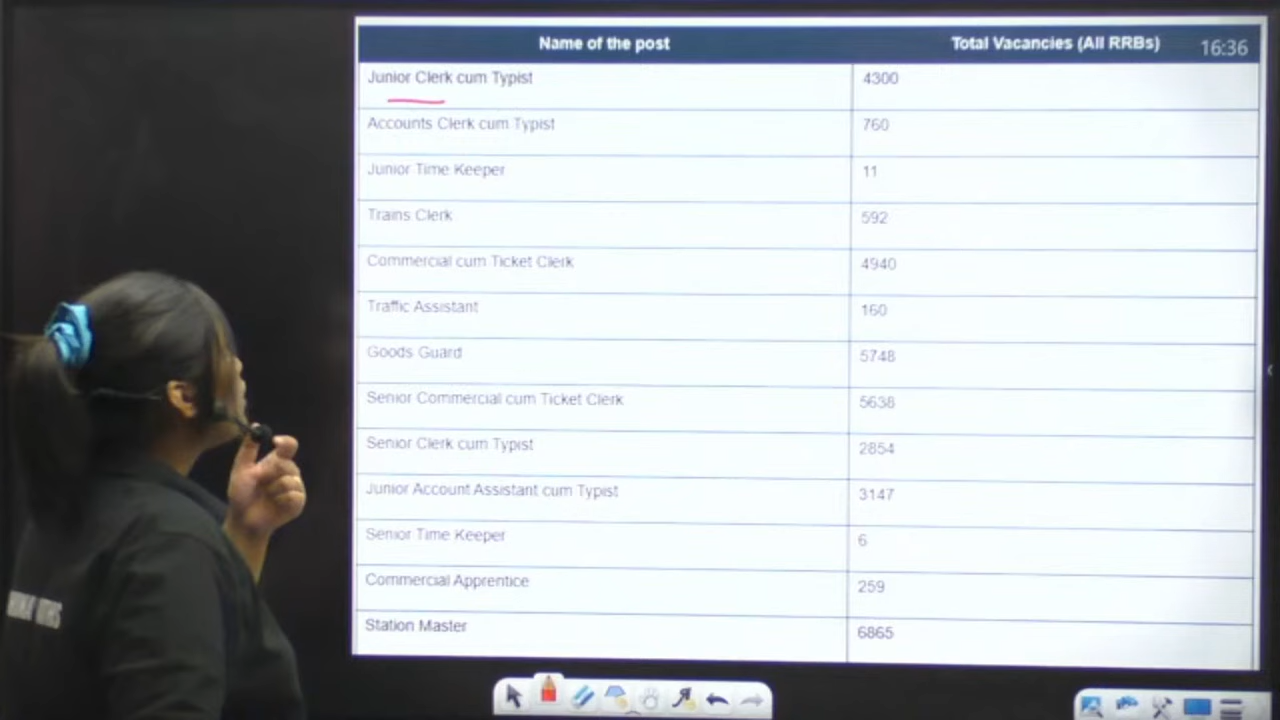 Name of the post Total Vacancies (All RRBs) 16:36
Junior Clerk cum Typist 4300
Accounts Clerk cum Typist 760
Junior Time Keeper 11
Trains Clerk 592
Commercial cum Ticket Clerk 4940
Traffic Assistant 160
Goods Guard 5748
Senior Commercial cum Ticket Clerk 5638
Senior Clerk cum Typist 2854
Junior Account Assistant cum Typist 3147
Senior Time Keeper 6
Commercial Apprentice 259
Station Master 6865